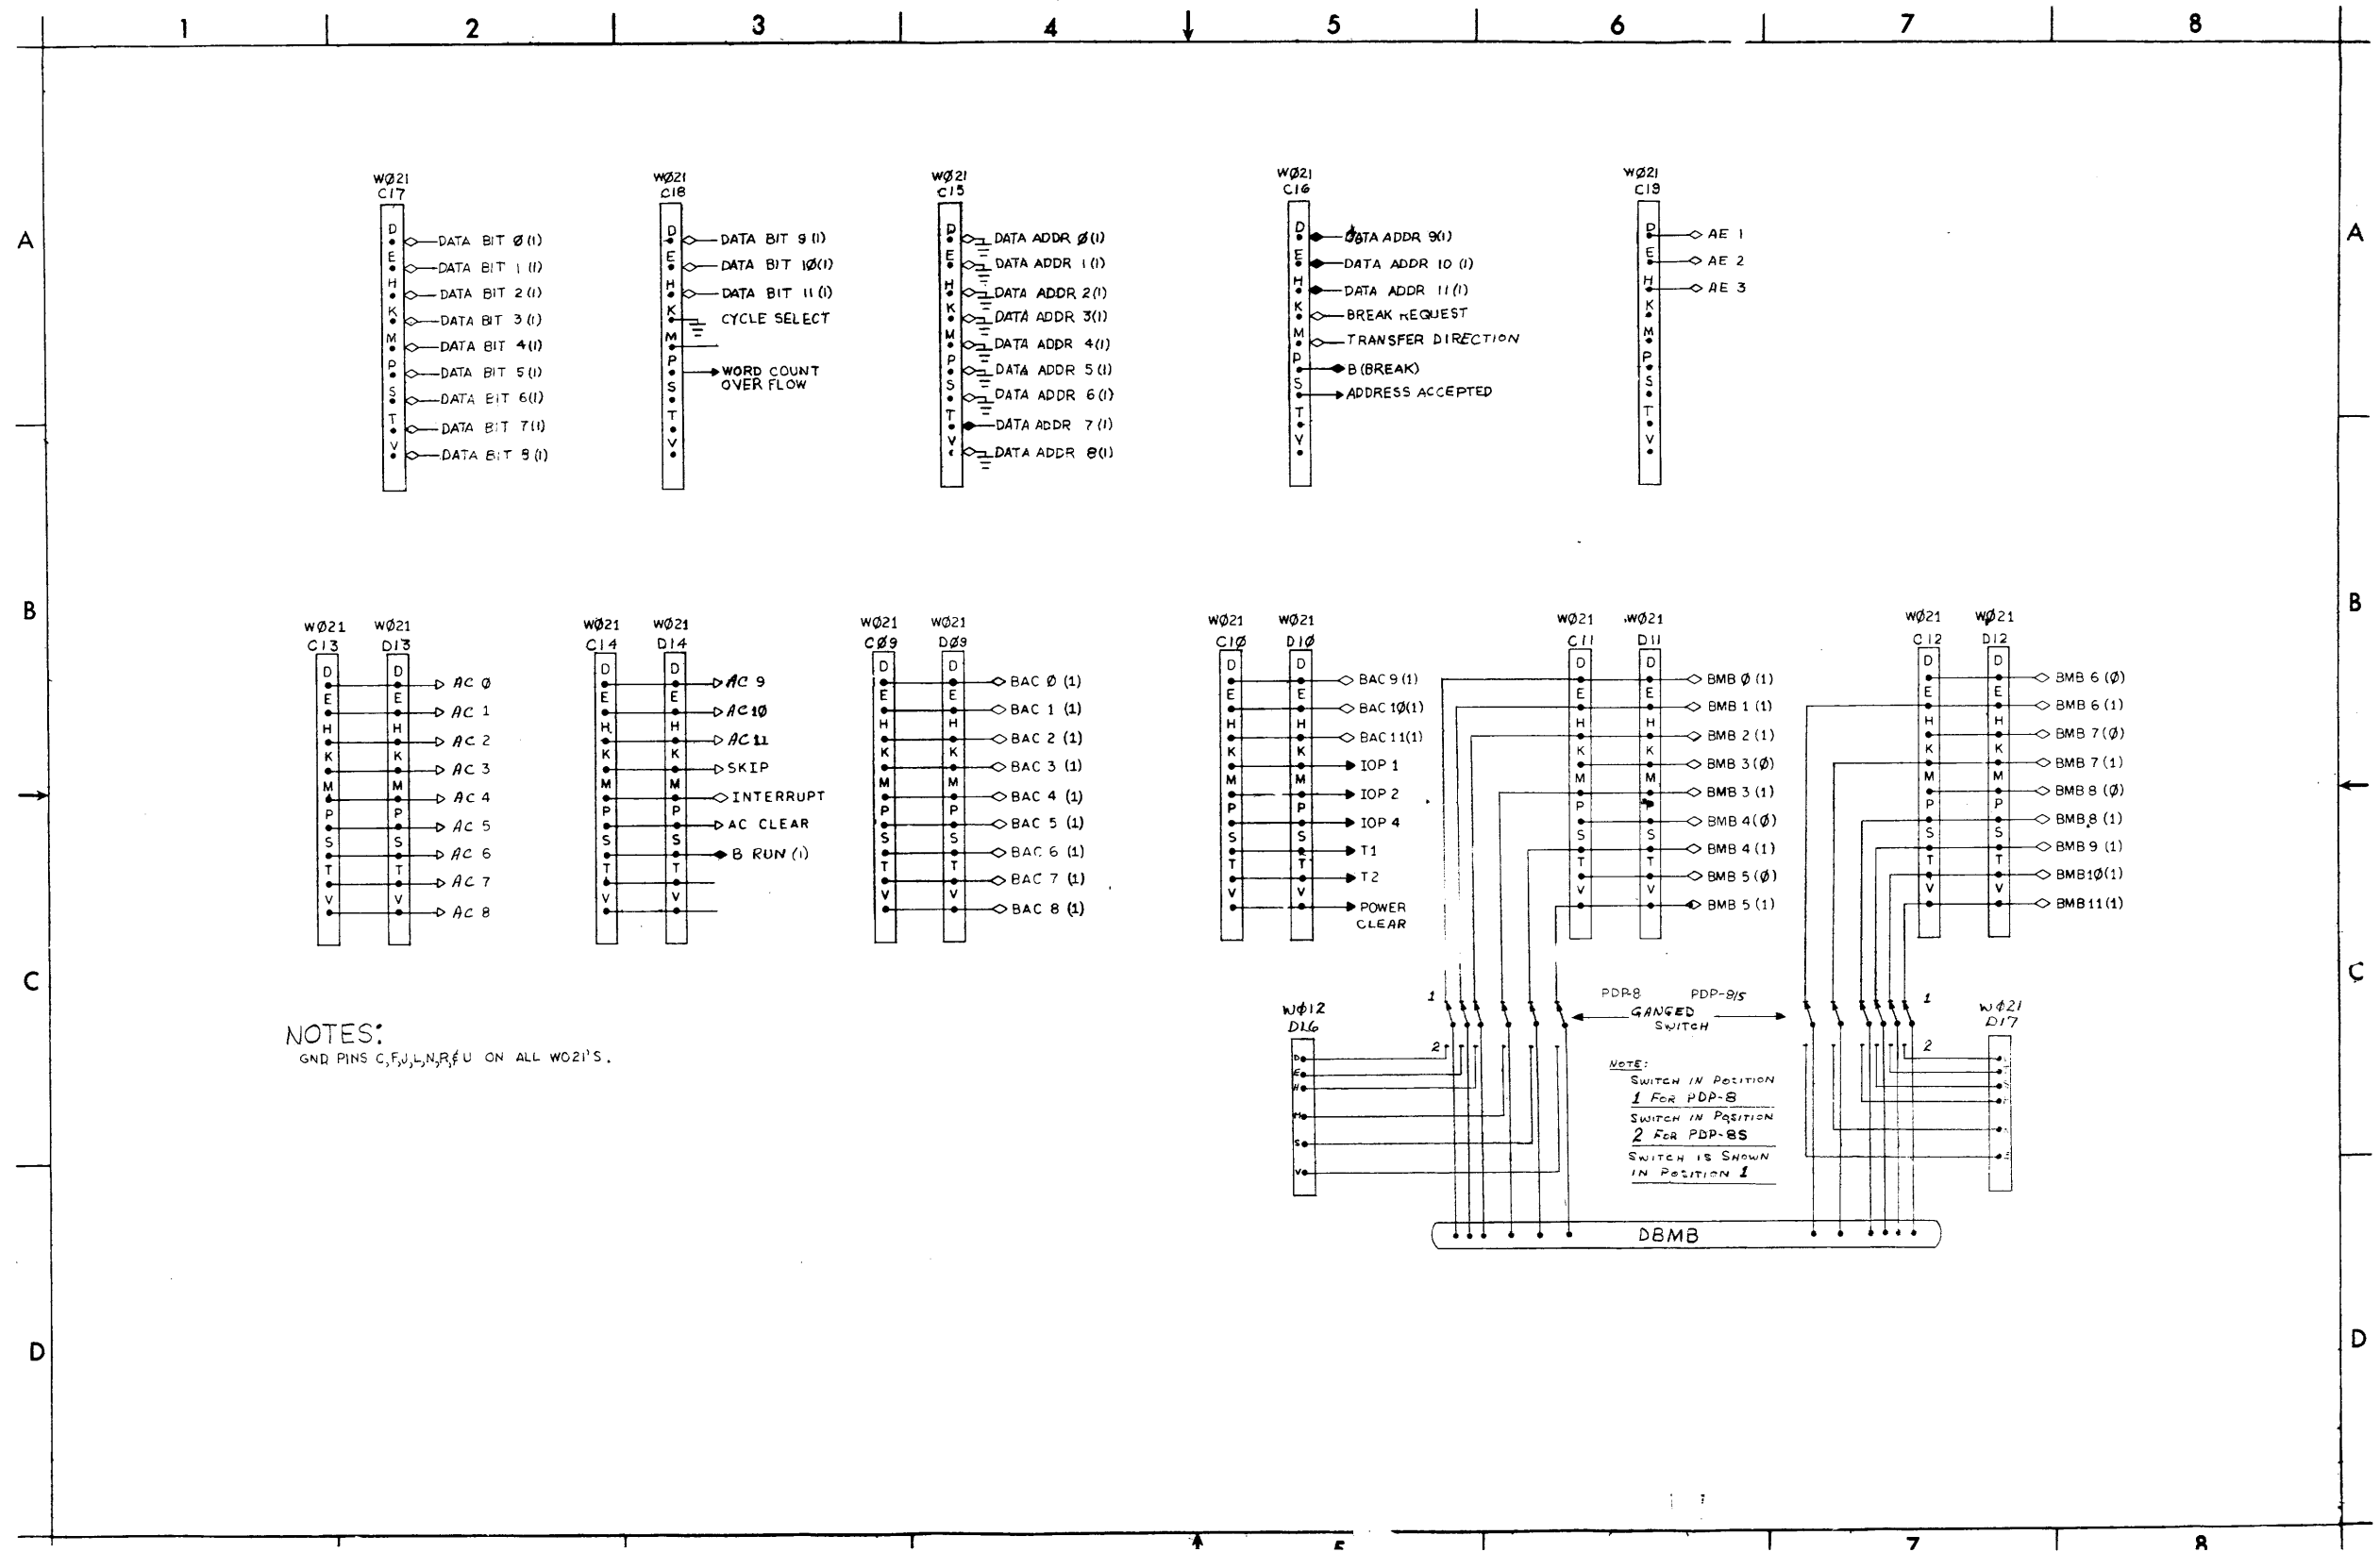 1 2 3 4 5 6 7 8
A
A
WØ21
C17
D
E
H
K
M
P
S
T
V
DATA BIT Ø(1)
DATA BIT 1 (1)
DATA BIT 2(1)
DATA BIT 3(1)
DATA BIT 4(1)
DATA BIT 5(1)
DATA BIT 6(1)
DATA BIT 7(1)
WØ21
C18
D
E
H
K
M
P
S
T
V
DATA BIT 9(1)
DATA BIT 1Ø(1)
DATA BIT 11(1)
CYCLE SELECT
WORD COUNT
OVER FLOW
WØ21
C15
D
E
H
K
M
P
S
T
V
DATA ADDR Ø(1)
DATA ADDR 1(1)
DATA ADDR 2(1)
DATA ADDR 3(1)
DATA ADDR 4(1)
DATA ADDR 5(1)
DATA ADDR 6(1)
DATA ADDR 7(1)
DATA ADDR 8(1)
WØ21
C16
D
E
H
K
M
P
S
T
V
DATA ADDR 9(1)
DATA ADDR 10 (1)
DATA ADDR 11(1)
BREAK REQUEST
TRANSFER DIRECTION
B(BREAK)
ADDRESS ACCEPTED
WØ21
C19
D
E
H
K
M
P
S
T
V
AE 1
AE 2
AE 3
B
B
WØ21 WØ21
C13 D13
D D
E E
H H
K K
M M
P P
S S
T T
V V
AC Ø
AC 1
AC 2
AC 3
AC 4
AC 5
AC 6
AC 7
AC 8
WØ21 WØ21
C14 D14
D D
E E
H H
K K
M M
P P
S S
T T
V V
AC 9
AC1Ø
AC11
SKIP
INTERRUPT
AC CLEAR
B RUN (1)
WØ21 WØ21
CØ9 DØ9
D D
E E
H H
K K
M M
P P
S S
T T
V V
BAC Ø (1)
BAC 1 (1)
BAC 2 (1)
BAC 3 (1)
BAC 4 (1)
BAC 5 (1)
BAC 6 (1)
BAC 7 (1)
BAC 8 (1)
WØ21 WØ21
C1Ø D1Ø
D D
E E
H H
K K
M M
P P
S S
T T
V V
BAC 9(1)
BAC 1Ø(1)
BAC 11(1)
IOP 1
IOP 2
IOP 4
T1
T2
POWER
CLEAR
WØ21 WØ21
C11 D11
D D
E E
H H
K K
M M
P P
S S
T T
V V
BMB Ø (1)
BMB 1 (1)
BMB 2 (1)
BMB 3 (Ø)
BMB 3 (1)
BMB 4(Ø)
BMB 4 (1)
BMB 5 (Ø)
BMB 5 (1)
WØ21 WØ21
C12 D12
D D
E E
H H
K K
M M
P P
S S
T T
V V
BMB 6 (Ø)
BMB 6 (1)
BMB 7 (Ø)
BMB 7 (1)
BMB 8 (Ø)
BMB 8 (1)
BMB 9 (1)
BMB1Ø(1)
BMB11(1)
C
C
NOTES:
GND PINS C,F,J,L,N,R,& U ON ALL W021'S.
WØ12
D16
D
E
H
M
S
V
1
2
PDP-8 PDP-8/S
GANGED
SWITCH
NOTE:
SWITCH IN POSITION
1 FOR PDP-8
SWITCH IN POSITION
2 FOR PDP-8S
SWITCH IS SHOWN
IN POSITION 1
1
2
WØ21
D17
DBMB
D
D
5 7 8